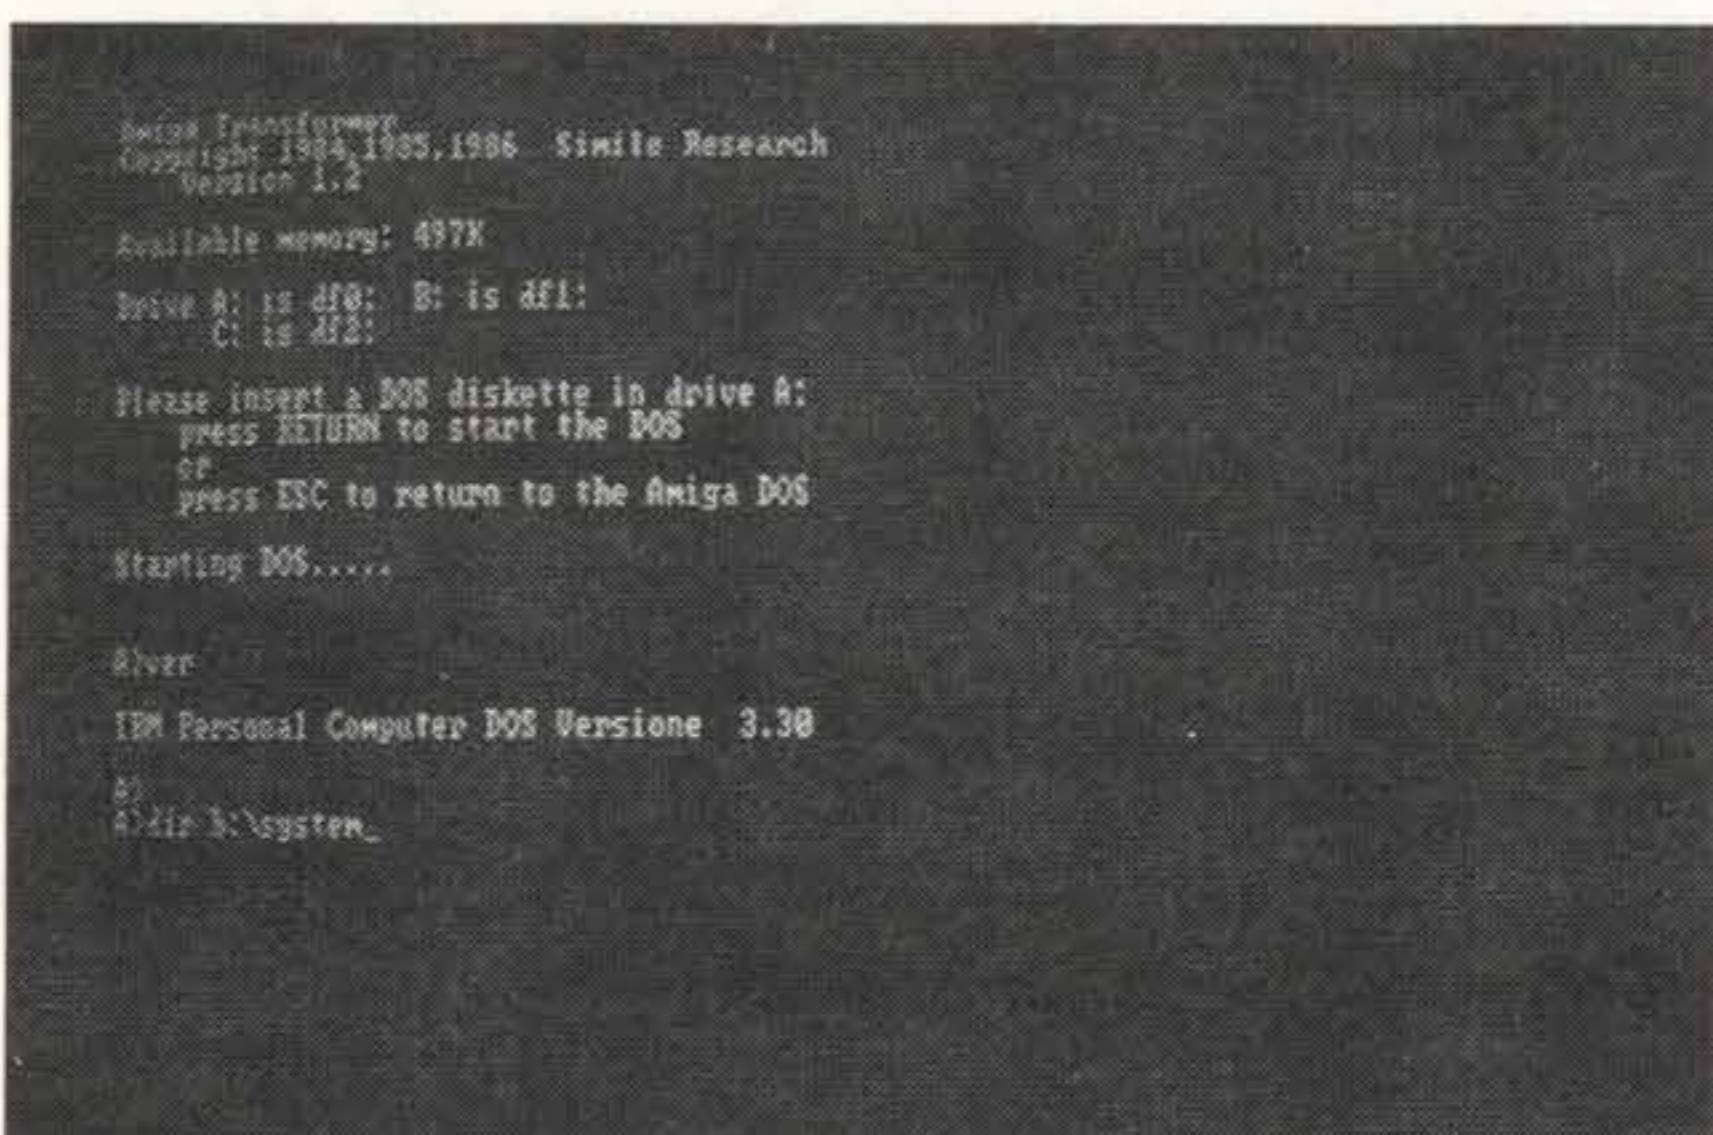 Amiga Transformer
Copyright 1984,1985,1986  Simile Research
Version 1.2
Available memory: 497K
Drive A: is df0:  B: is df1:
C: is df2:
Please insert a DOS diskette in drive A:
press RETURN to start the DOS
or
press ESC to return to the Amiga DOS
Starting DOS.....
A>ver
IBM Personal Computer DOS Versione  3.30
A>
A>dir b:\system_